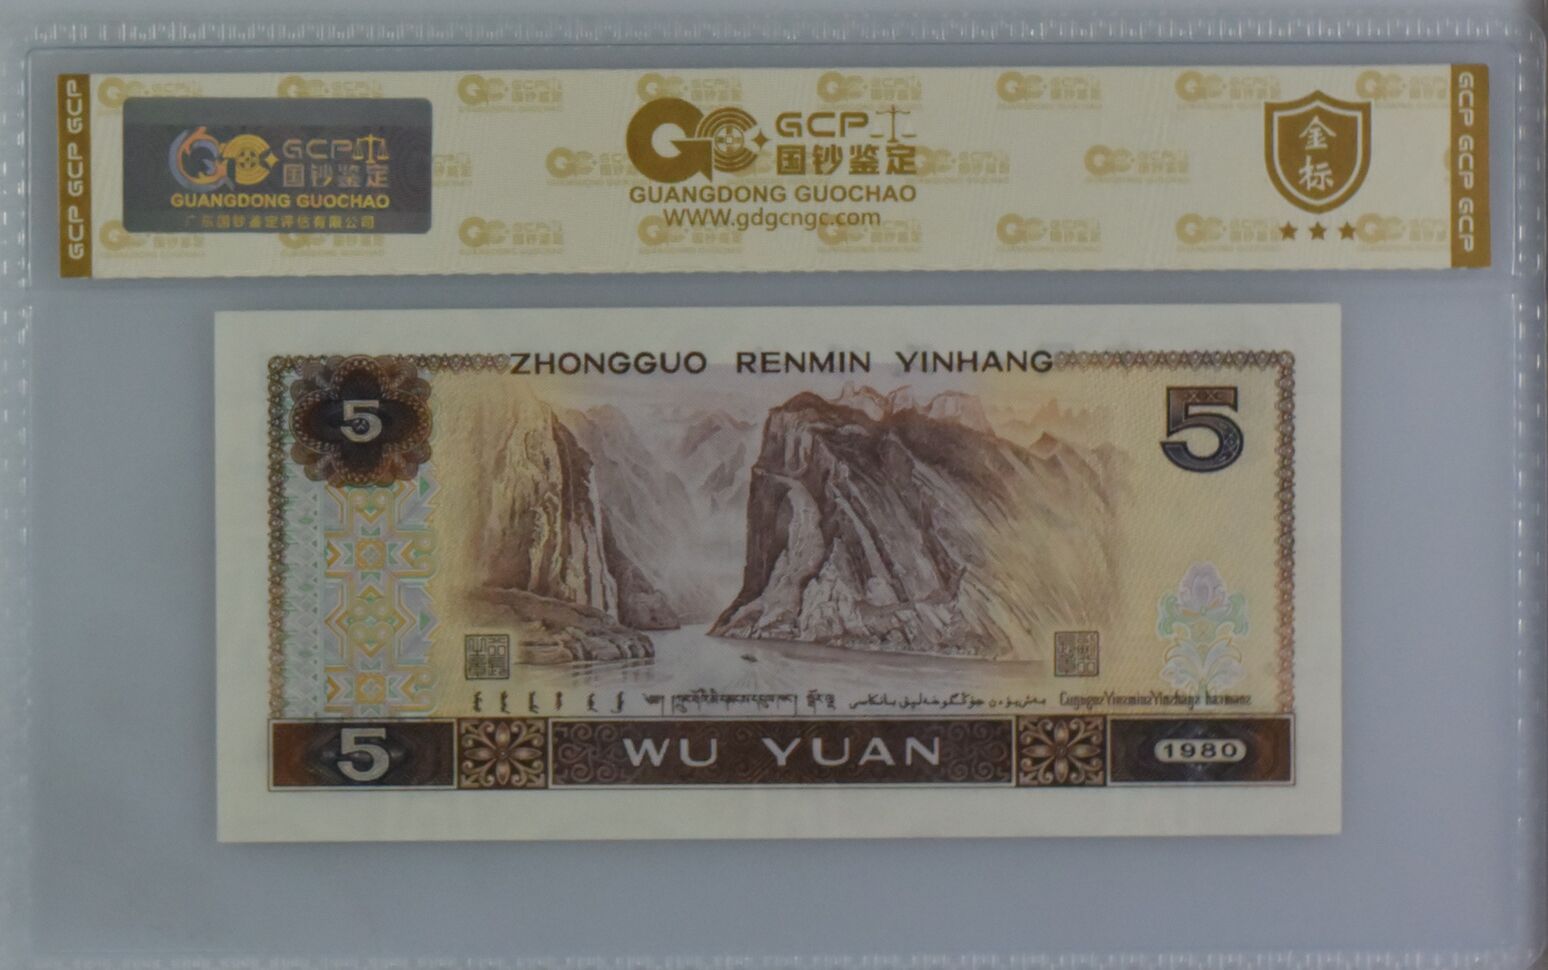 GCP GCP GCP
GCP 国钞鉴定
GUANGDONG GUOCHAO
广东国钞鉴定评估有限公司
GCP
国钞鉴定
GUANGDONG GUOCHAO
WWW.gdgcngc.com
金标
GCP GCP GCP
ZHONGGUO RENMIN YINHANG
5
5
5
WU YUAN
1980